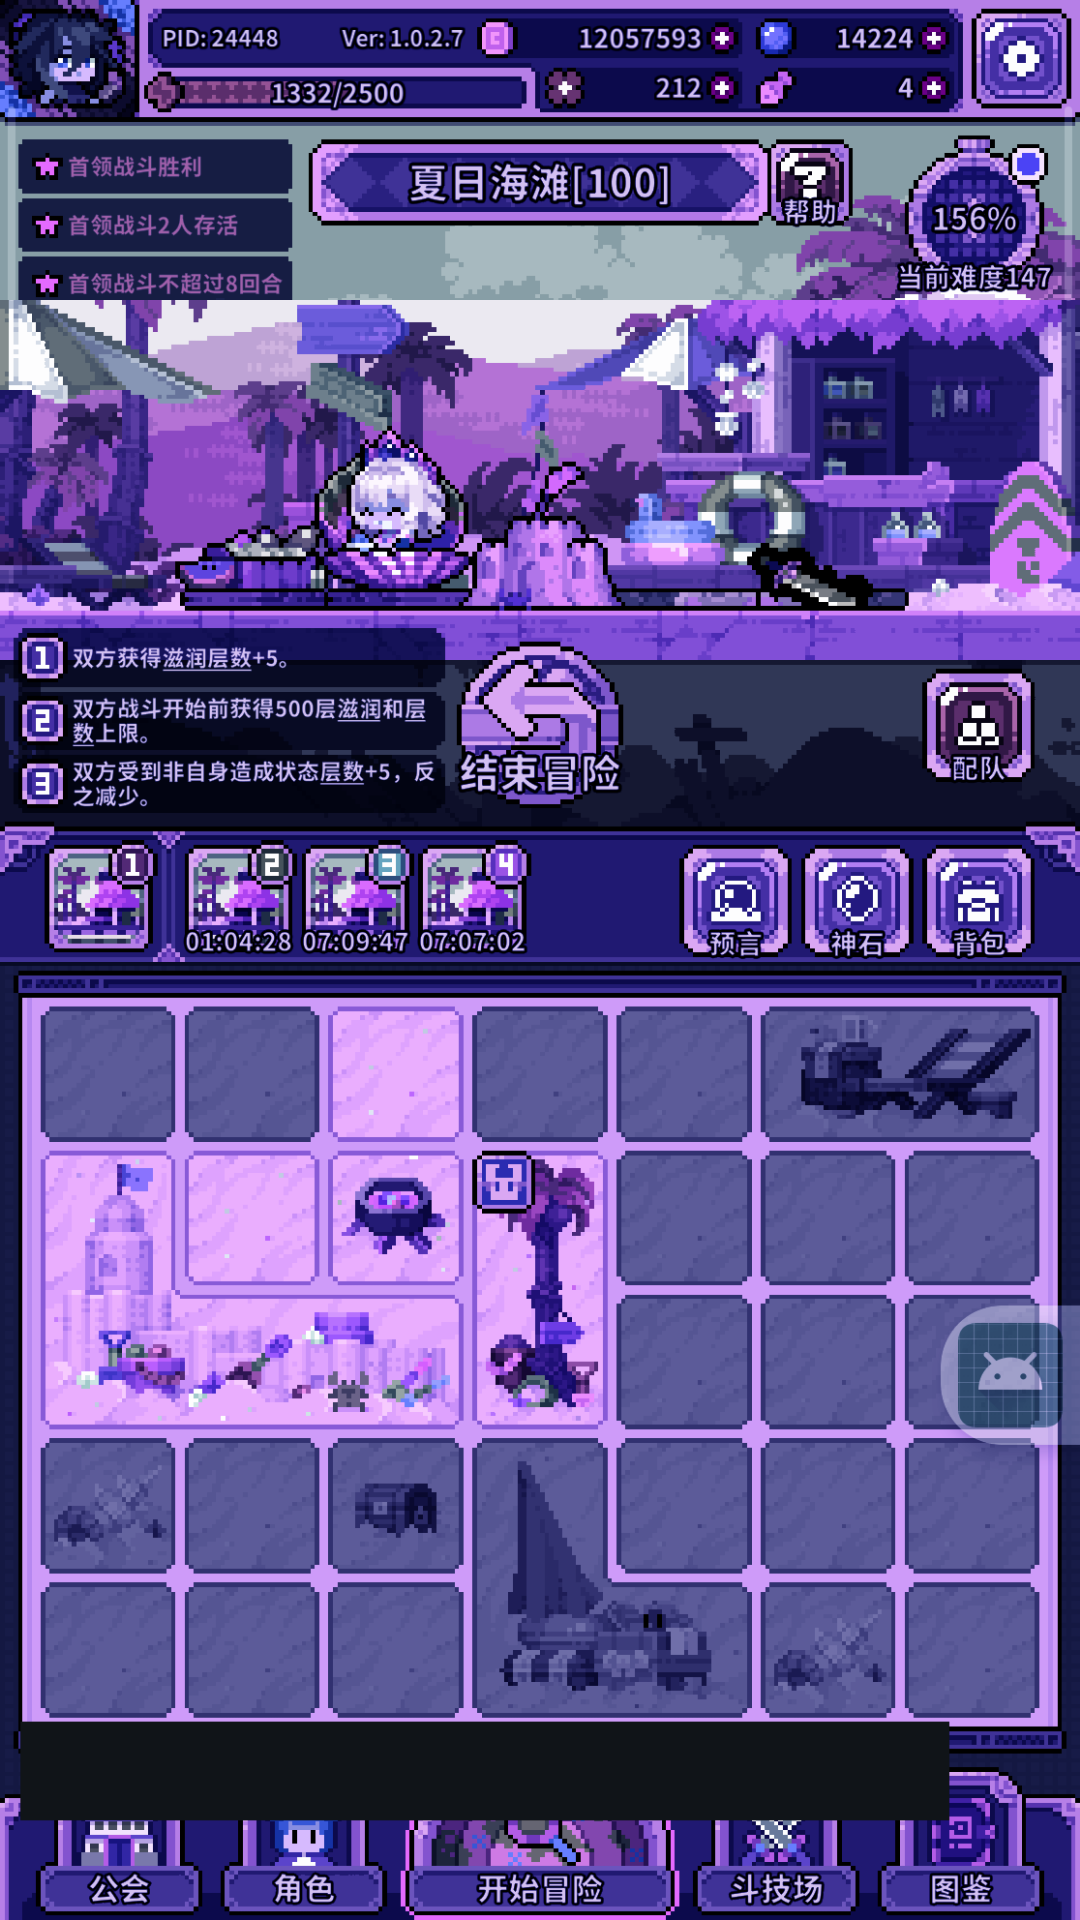 PID: 24448 Ver: 1.0.2.7 12057593 14224
1332/2500 212 4
首领战斗胜利
首领战斗2人存活
首领战斗不超过8回合
夏日海滩[100]
帮助
156%
当前难度147
1 双方获得滋润层数+5。
2 双方战斗开始前获得500层滋润和层
数上限。
3 双方受到非自身造成状态层数+5，反
之减少。
结束冒险
配队
1 2 3 4
01:04:28 07:09:47 07:07:02
预言 神石 背包
公会 角色 开始冒险 斗技场 图鉴